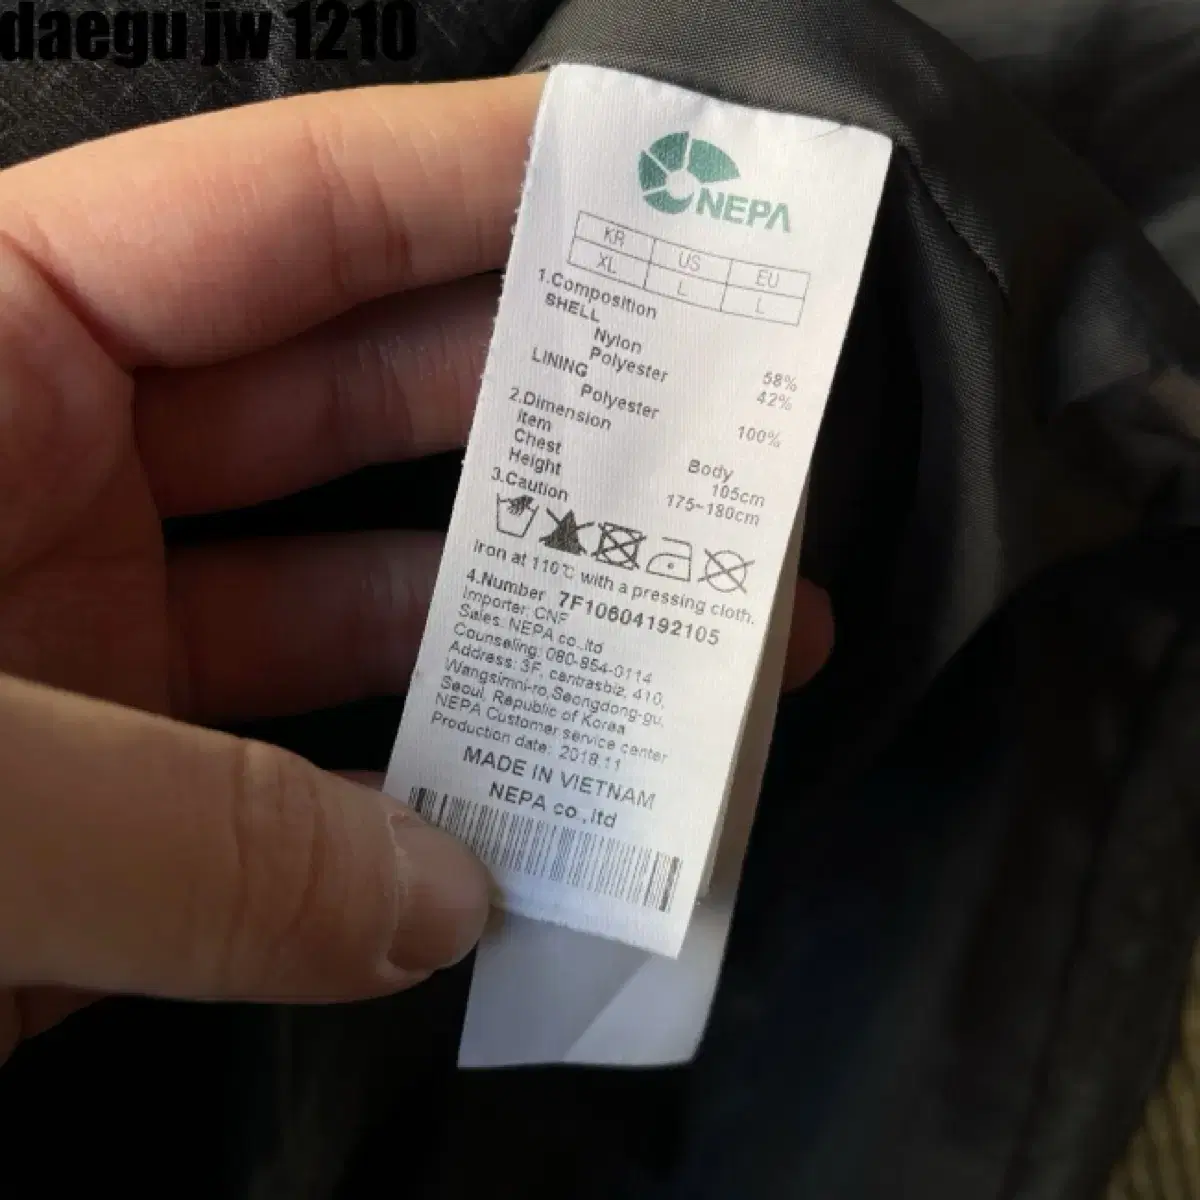 daegu jw 1210
NEPA
KR US EU
XL L L
1.Composition
SHELL
Nylon 58%
Polyester 42%
LINING
Polyester 100%
2.Dimension
Item Body
Chest 105cm
Height 175~180cm
3.Caution
Iron at 110℃ with a pressing cloth.
4.Number 7F10604192105
Importer: CNF
Sales: NEPA co.,ltd
Counseling: 080-854-0114
Address: 3F, centrasbiz, 410,
Wangsimni-ro,Seongdong-gu,
Seoul, Republic of Korea
NEPA Customer service center
Production date: 2018.11
MADE IN VIETNAM
NEPA co.,ltd